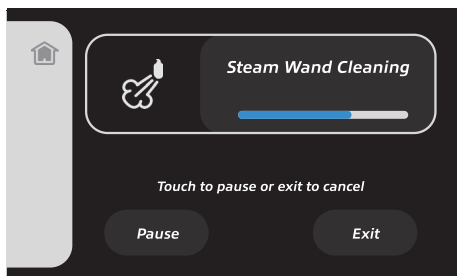 Steam Wand Cleaning
Touch to pause or exit to cancel
Pause
Exit